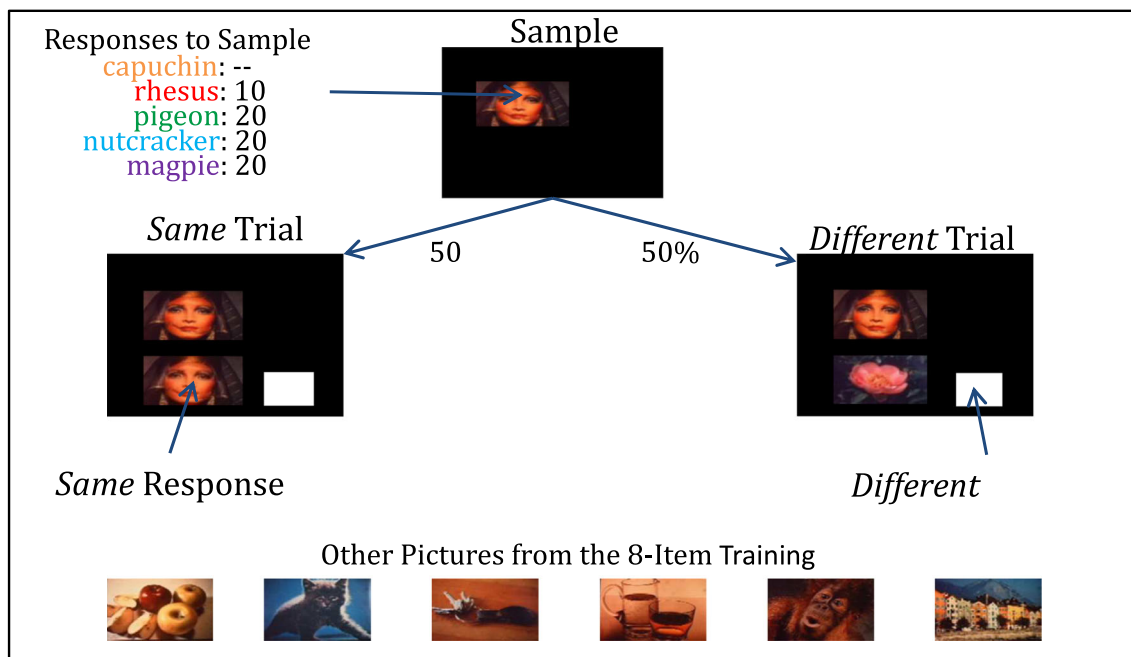 Responses to Sample
capuchin: --
rhesus: 10
pigeon: 20
nutcracker: 20
magpie: 20
Sample
Same Trial
50
50%
Different Trial
Same Response
Different
Other Pictures from the 8-Item Training